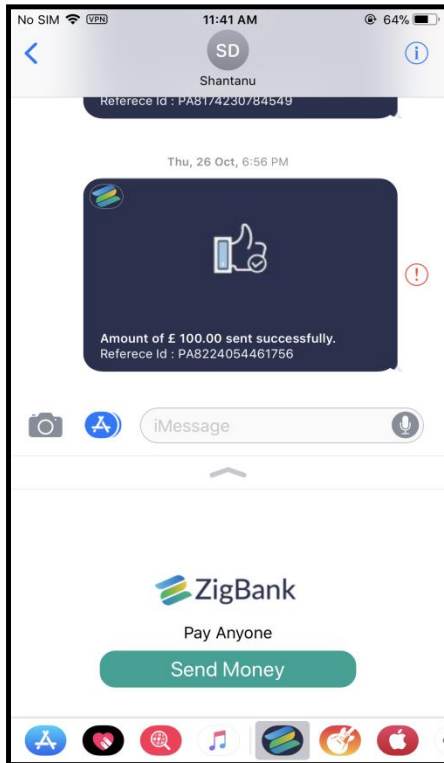 No SIM VPN 11:41 AM 64%
SD
Shantanu
Referece Id : PA8174230784549
Thu, 26 Oct, 6:56 PM
Amount of £ 100.00 sent successfully.
Referece Id : PA8224054461756
iMessage
ZigBank
Pay Anyone
Send Money